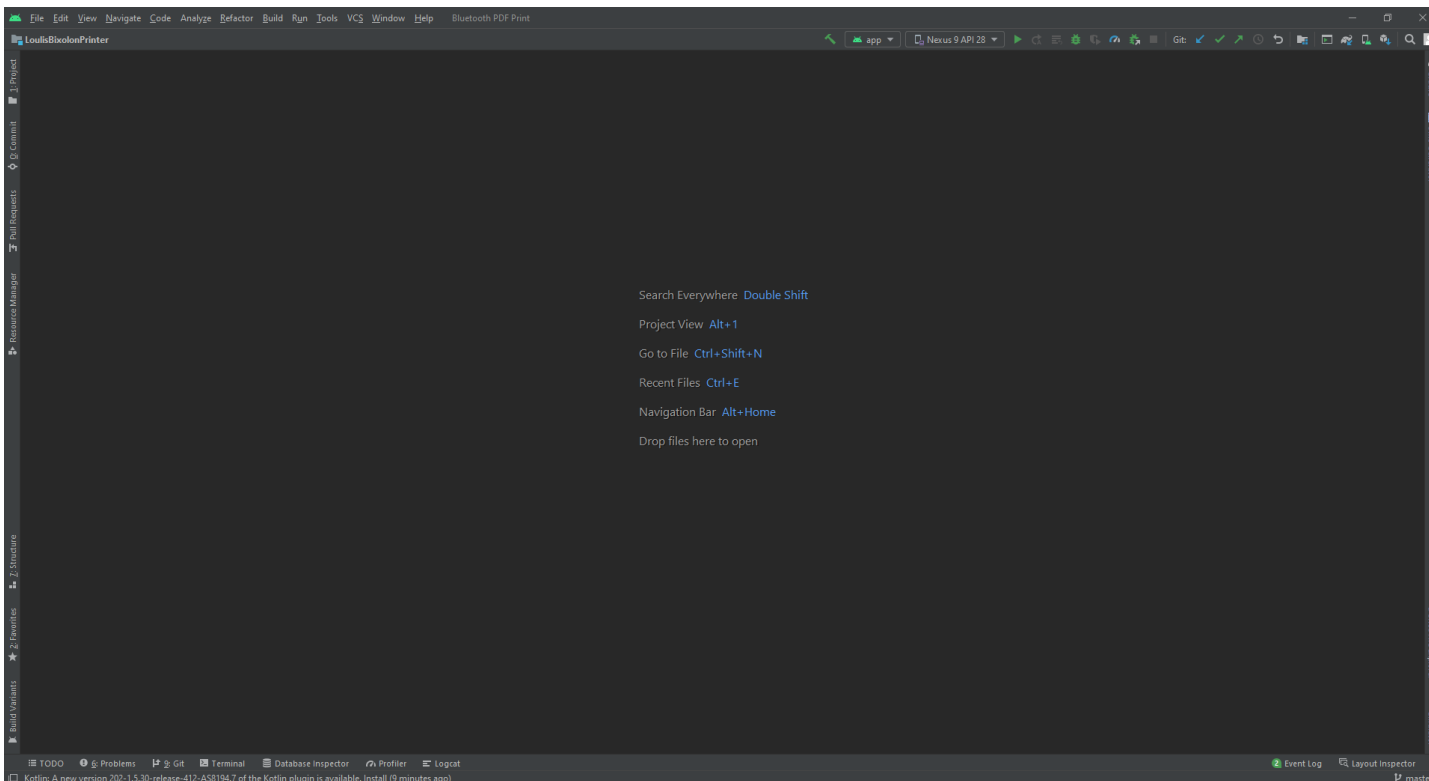 File Edit View Navigate Code Analyze Refactor Build Run Tools VCS Window Help Bluetooth PDF Print
LoulisBixolonPrinter app Nexus 9 API 28 Git:
1: Project
0: Commit
Pull Requests
Resource Manager
Search Everywhere Double Shift
Project View Alt+1
Go to File Ctrl+Shift+N
Recent Files Ctrl+E
Navigation Bar Alt+Home
Drop files here to open
7: Structure
2: Favorites
Build Variants
TODO 6: Problems 9: Git Terminal Database Inspector Profiler Logcat 2 Event Log Layout Inspector
Kotlin: A new version 202-1.5.30-release-412-AS8194.7 of the Kotlin plugin is available. Install (9 minutes ago) maste